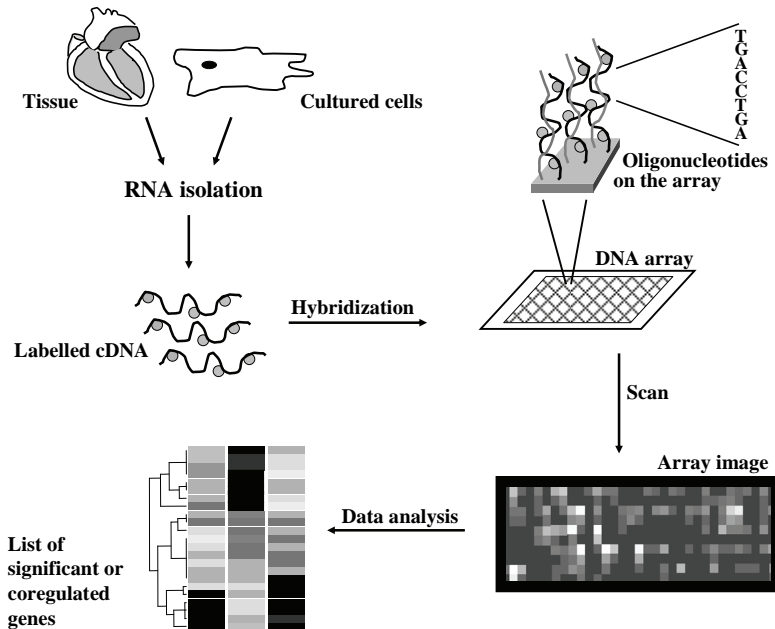 Tissue
Cultured cells
RNA isolation
Labelled cDNA
Hybridization
T
G
A
C
C
T
G
A
Oligonucleotides
on the array
DNA array
Scan
Array image
Data analysis
List of
significant or
coregulated
genes